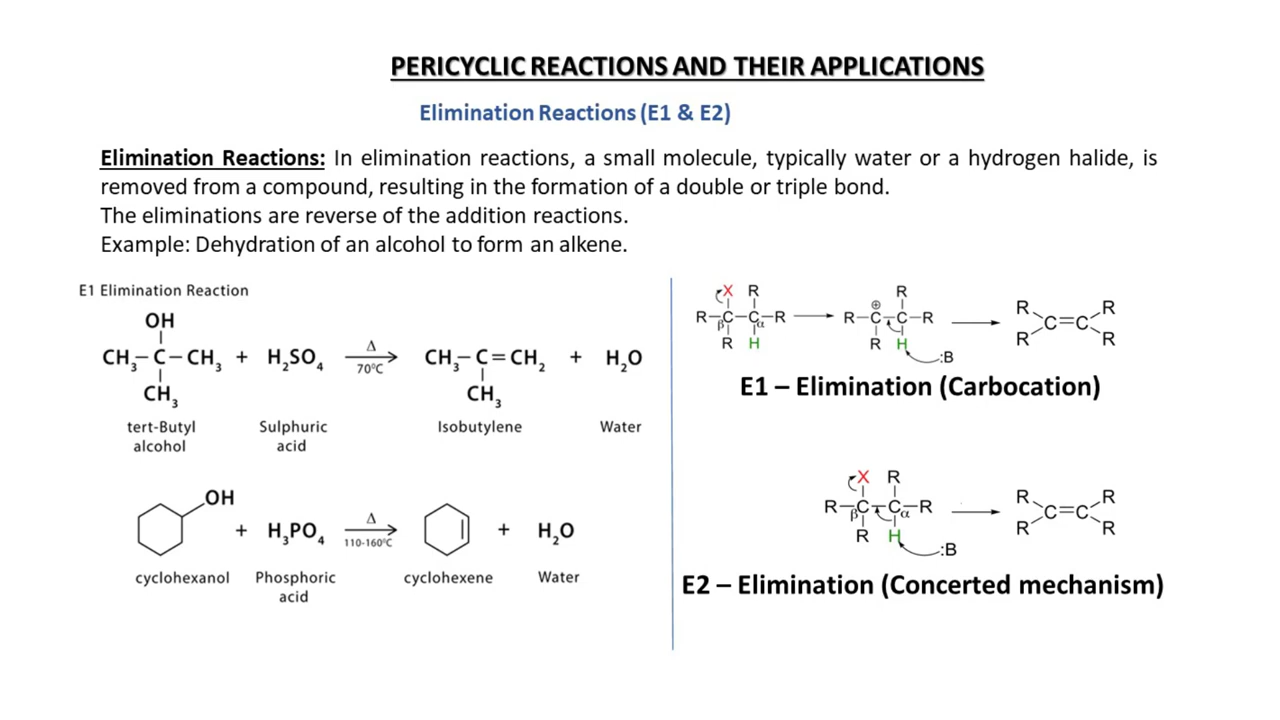 PERICYCLIC REACTIONS AND THEIR APPLICATIONS
Elimination Reactions (E1 & E2)
Elimination Reactions: In elimination reactions, a small molecule, typically water or a hydrogen halide, is
removed from a compound, resulting in the formation of a double or triple bond.
The eliminations are reverse of the addition reactions.
Example: Dehydration of an alcohol to form an alkene.
E1 Elimination Reaction
OH
CH₃–C–CH₃ + H₂SO₄ Δ 70°C CH₃–C=CH₂ + H₂O
CH₃ CH₃
tert-Butyl alcohol Sulphuric acid Isobutylene Water
OH
+ H₃PO₄ Δ 110-160°C + H₂O
cyclohexanol Phosphoric acid cyclohexene Water
X R R
R–C–C–R R–C–C–R R R
β α ⊕ C=C
R H R H :B R R
E1 – Elimination (Carbocation)
X R
R–C–C–R R R
β α C=C
R H :B R R
E2 – Elimination (Concerted mechanism)